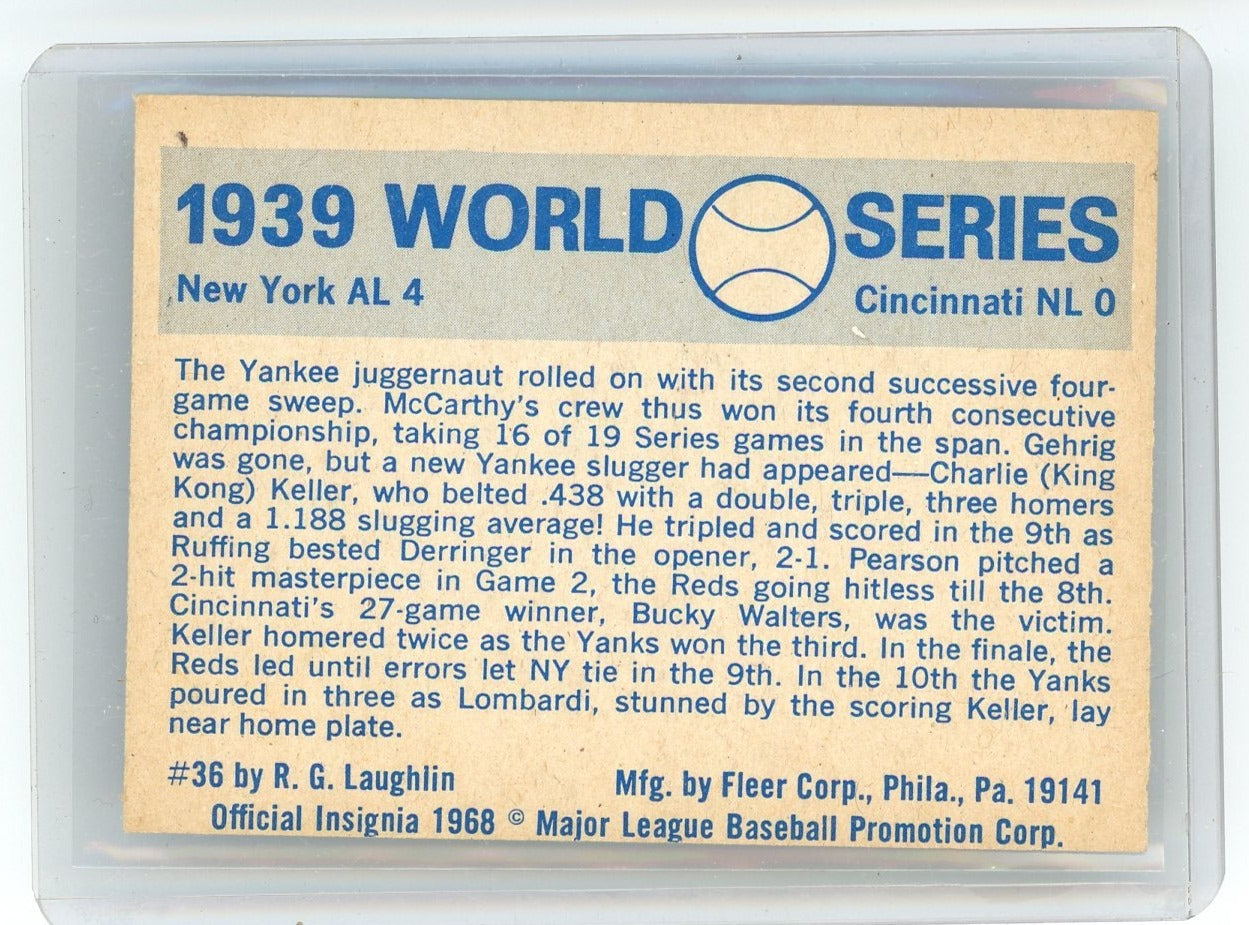 1939 WORLD SERIES
New York AL 4 Cincinnati NL 0
The Yankee juggernaut rolled on with its second successive four-
game sweep. McCarthy's crew thus won its fourth consecutive
championship, taking 16 of 19 Series games in the span. Gehrig
was gone, but a new Yankee slugger had appeared—Charlie (King
Kong) Keller, who belted .438 with a double, triple, three homers
and a 1.188 slugging average! He tripled and scored in the 9th as
Ruffing bested Derringer in the opener, 2-1. Pearson pitched a
2-hit masterpiece in Game 2, the Reds going hitless till the 8th.
Cincinnati's 27-game winner, Bucky Walters, was the victim.
Keller homered twice as the Yanks won the third. In the finale, the
Reds led until errors let NY tie in the 9th. In the 10th the Yanks
poured in three as Lombardi, stunned by the scoring Keller, lay
near home plate.
#36 by R. G. Laughlin Mfg. by Fleer Corp., Phila., Pa. 19141
Official Insignia 1968 © Major League Baseball Promotion Corp.